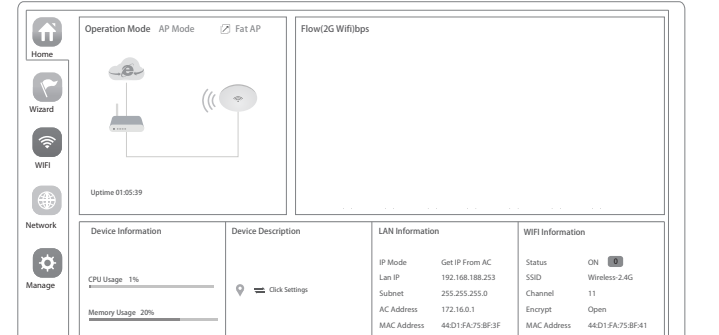 Home
Wizard
WIFI
Network
Manage
Operation Mode AP Mode Fat AP
Uptime 01:05:39
Flow(2G Wifi)bps
Device Information
CPU Usage 1%
Memory Usage 20%
Device Description
Click Settings
LAN Information
IP Mode Get IP From AC
Lan IP 192.168.188.253
Subnet 255.255.255.0
AC Address 172.16.0.1
MAC Address 44:D1:FA:75:BF:3F
WIFI Information
Status ON 0
SSID Wireless-2.4G
Channel 11
Encrypt Open
MAC Address 44:D1:FA:75:BF:41